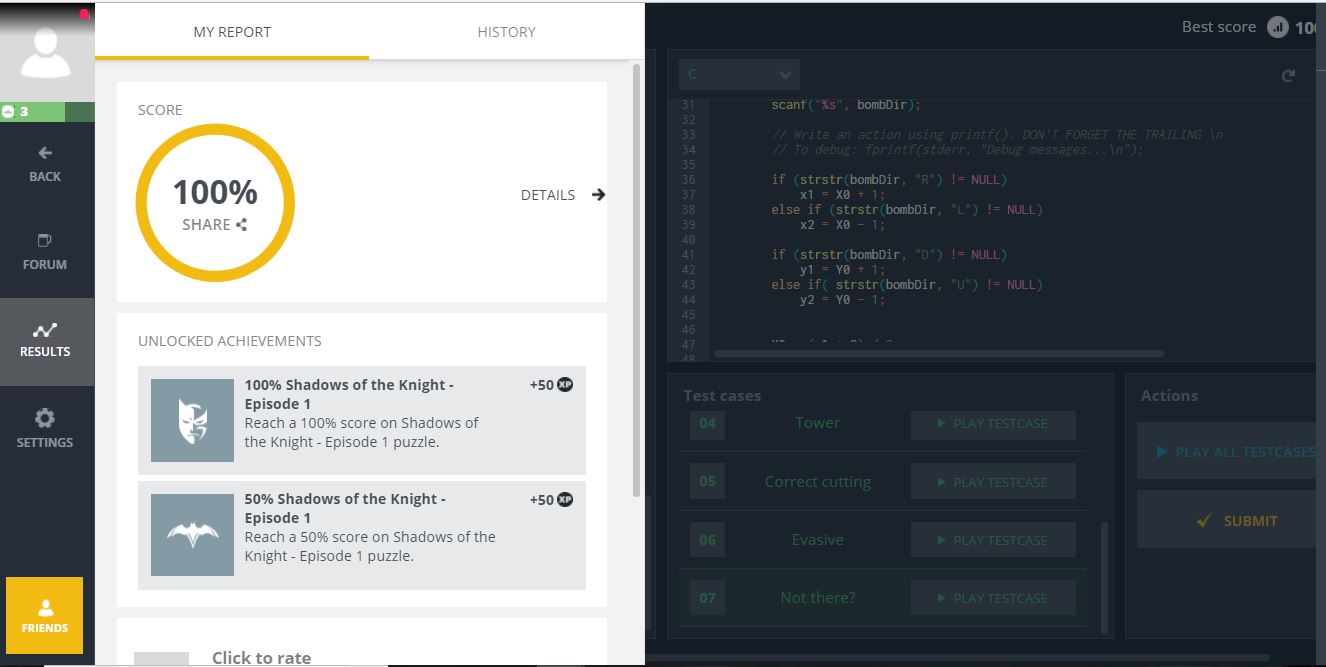 3
BACK
FORUM
RESULTS
SETTINGS
FRIENDS
MY REPORT
HISTORY
SCORE
100%
SHARE
DETAILS
UNLOCKED ACHIEVEMENTS
100% Shadows of the Knight -
Episode 1
+50 XP
Reach a 100% score on Shadows of
the Knight - Episode 1 puzzle.
50% Shadows of the Knight -
Episode 1
+50 XP
Reach a 50% score on Shadows of the
Knight - Episode 1 puzzle.
Click to rate
Best score
C
31 scanf("%s", bombDir);
32
33 // Write an action using printf(). DON'T FORGET THE TRAILING \n
34 // To debug: fprintf(stderr, "Debug messages...\n");
35
36 if (strstr(bombDir, "R") != NULL)
37 x1 = X0 + 1;
38 else if (strstr(bombDir, "L") != NULL)
39 x2 = X0 - 1;
40
41 if (strstr(bombDir, "D") != NULL)
42 y1 = Y0 + 1;
43 else if( strstr(bombDir, "U") != NULL)
44 y2 = Y0 - 1;
45
46
47
48
Test cases
04 Tower PLAY TESTCASE
05 Correct cutting PLAY TESTCASE
06 Evasive PLAY TESTCASE
07 Not there? PLAY TESTCASE
Actions
PLAY ALL TESTCASES
SUBMIT